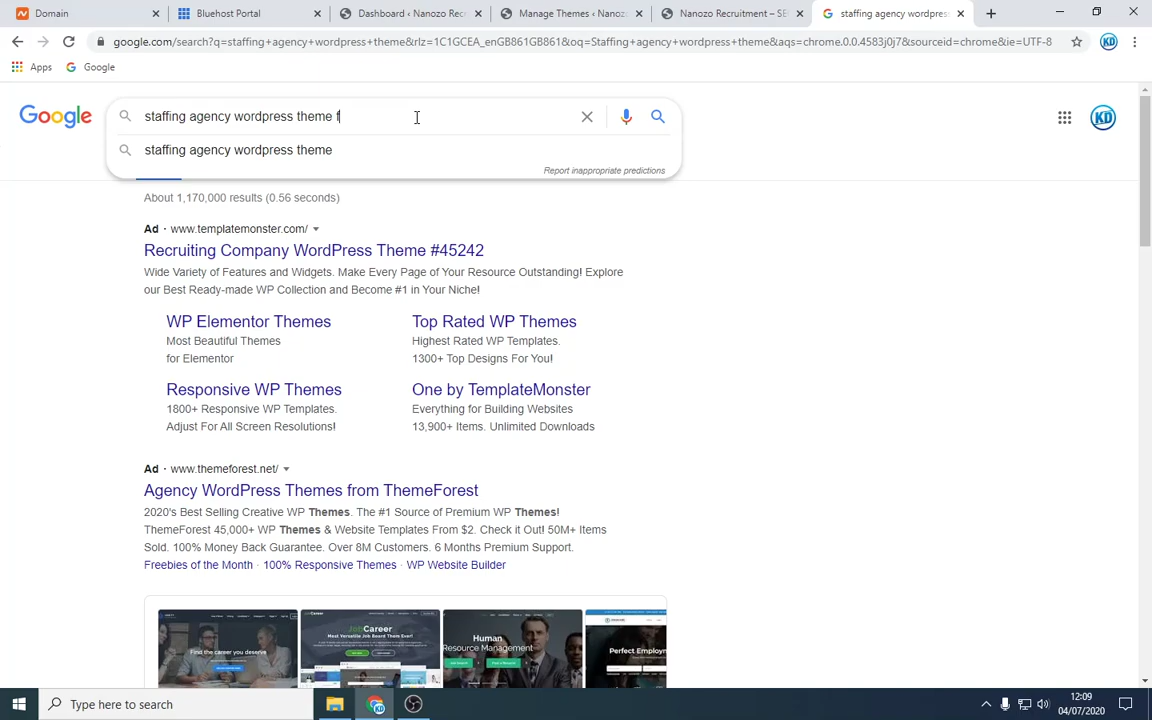 Domain
Bluehost Portal
Dashboard ‹ Nanozo Rec
Manage Themes ‹ Nanoz
Nanozo Recruitment – SE
staffing agency wordpres
google.com/search?q=staffing+agency+wordpress+theme&rlz=1C1GCEA_enGB861GB861&oq=Staffing+agency+wordpress+theme&aqs=chrome.0.0.4583j0j7&sourceid=chrome&ie=UTF-8
KD
Apps
Google
Google
staffing agency wordpress theme f
KD
staffing agency wordpress theme
Report inappropriate predictions
About 1,170,000 results (0.56 seconds)
Ad · www.templatemonster.com/
Recruiting Company WordPress Theme #45242
Wide Variety of Features and Widgets. Make Every Page of Your Resource Outstanding! Explore
our Best Ready-made WP Collection and Become #1 in Your Niche!
WP Elementor Themes
Most Beautiful Themes
for Elementor
Top Rated WP Themes
Highest Rated WP Templates.
1300+ Top Designs For You!
Responsive WP Themes
1800+ Responsive WP Templates.
Adjust For All Screen Resolutions!
One by TemplateMonster
Everything for Building Websites
13,900+ Items. Unlimited Downloads
Ad · www.themeforest.net/
Agency WordPress Themes from ThemeForest
2020's Best Selling Creative WP Themes. The #1 Source of Premium WP Themes!
ThemeForest 45,000+ WP Themes & Website Templates From $2. Check it Out! 50M+ Items
Sold. 100% Money Back Guarantee. Over 8M Customers. 6 Months Premium Support.
Freebies of the Month · 100% Responsive Themes · WP Website Builder
Find the career you deserve
JobCareer
Most Versatile Job Board Theme Ever!
Human
Resource Management
Perfect Employ
Type here to search
12:09
04/07/2020